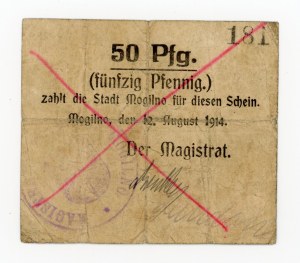 181
50 Pfg.
(fünfzig Pfennig.)
zahlt die Stadt Mogilno für diesen Schein.
Mogilno, den 12. August 1914.
Der Magistrat.